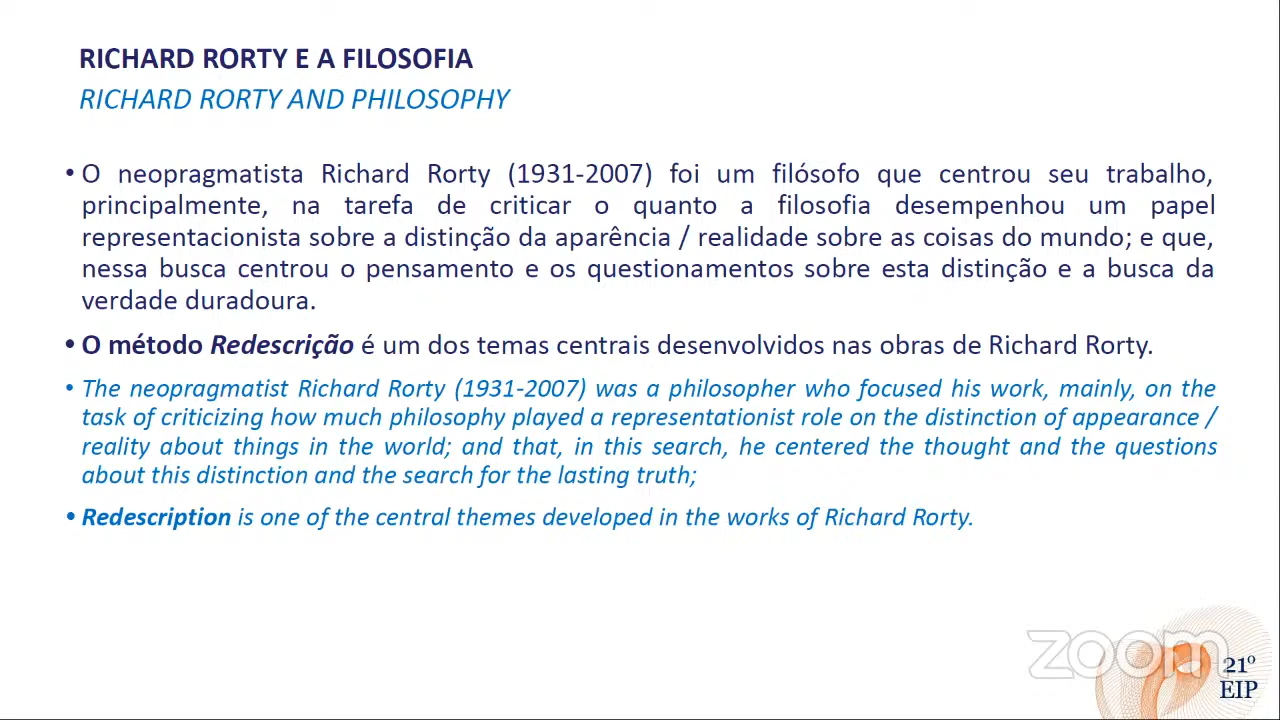 RICHARD RORTY E A FILOSOFIA
RICHARD RORTY AND PHILOSOPHY
• O neopragmatista Richard Rorty (1931-2007) foi um filósofo que centrou seu trabalho,
principalmente, na tarefa de criticar o quanto a filosofia desempenhou um papel
representacionista sobre a distinção da aparência / realidade sobre as coisas do mundo; e que,
nessa busca centrou o pensamento e os questionamentos sobre esta distinção e a busca da
verdade duradoura.
• O método Redescrição é um dos temas centrais desenvolvidos nas obras de Richard Rorty.
• The neopragmatist Richard Rorty (1931-2007) was a philosopher who focused his work, mainly, on the
task of criticizing how much philosophy played a representationist role on the distinction of appearance /
reality about things in the world; and that, in this search, he centered the thought and the questions
about this distinction and the search for the lasting truth;
• Redescription is one of the central themes developed in the works of Richard Rorty.
zoom
21º
EIP